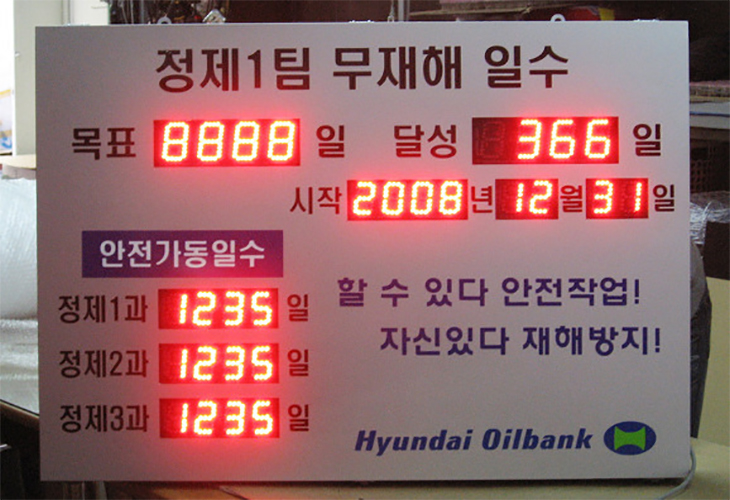 정제1팀 무재해 일수
목표 8888 일 달성 366 일
시작 2008 년 12 월 31 일
안전가동일수
정제1과 1235 일
정제2과 1235 일
정제3과 1235 일
할 수 있다 안전작업!
자신있다 재해방지!
Hyundai Oilbank